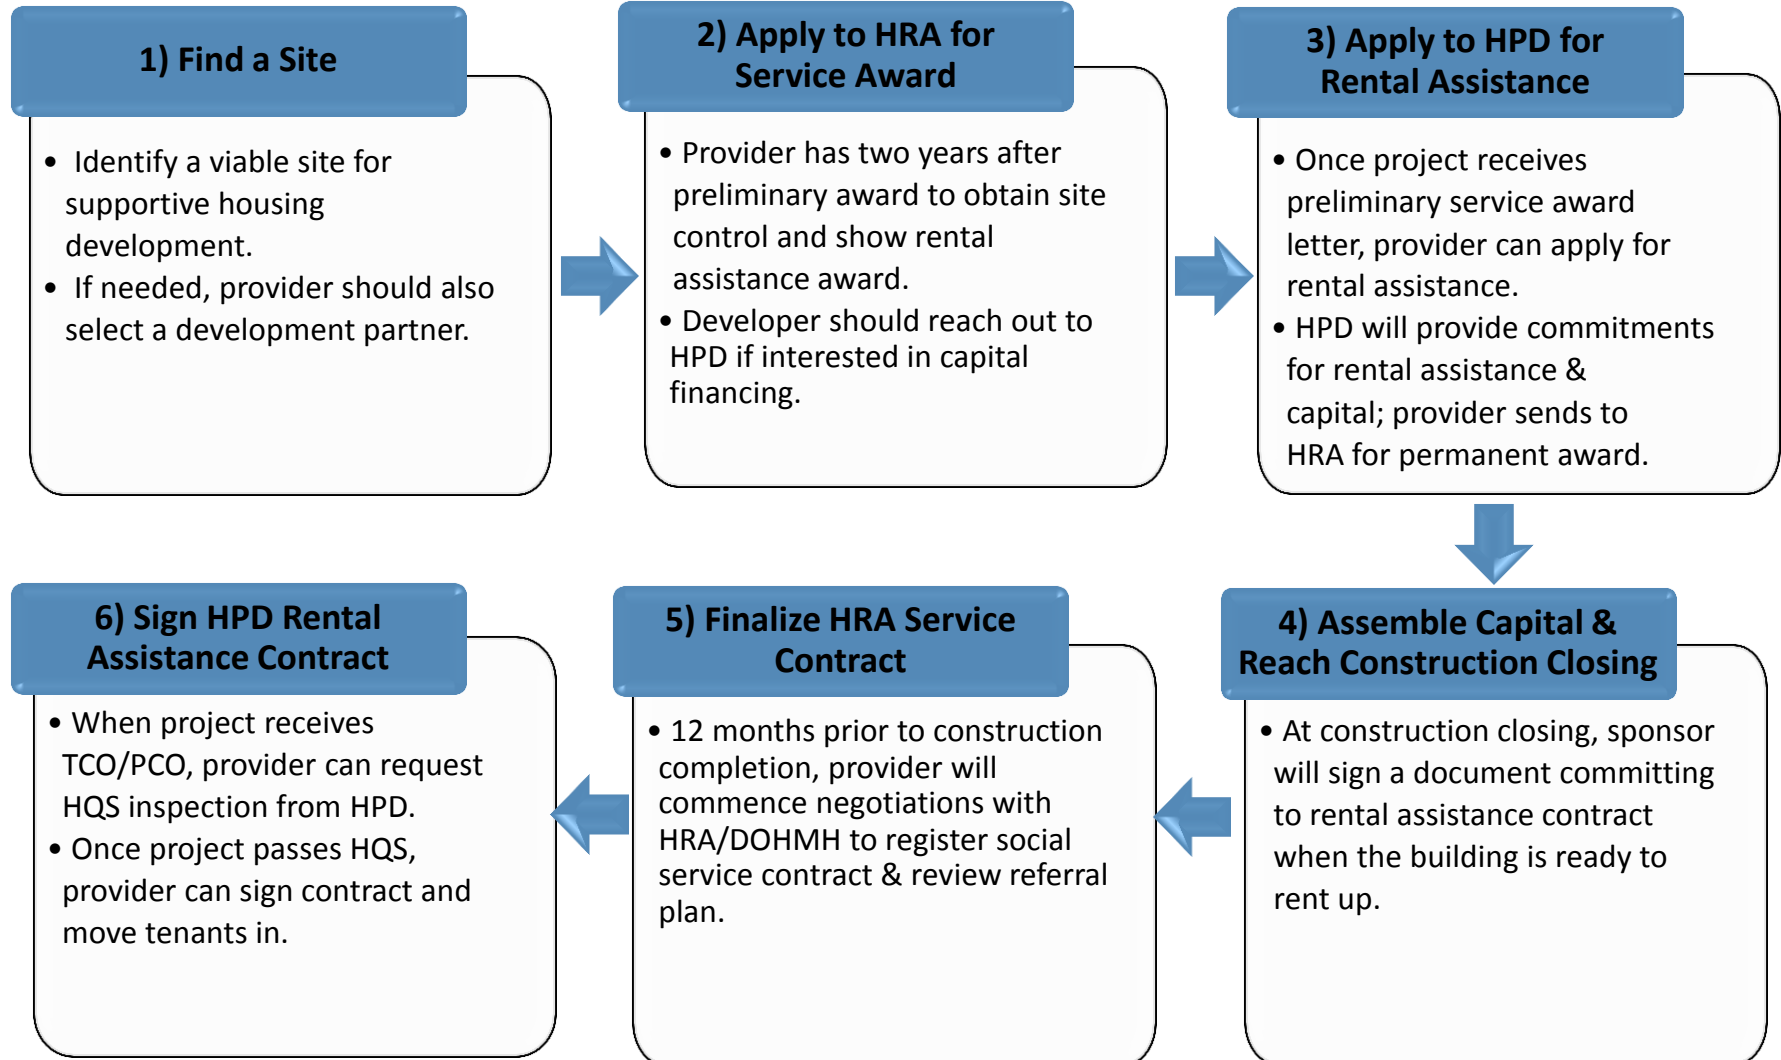 1) Find a Site
• Identify a viable site for
supportive housing
development.
• If needed, provider should also
select a development partner.
2) Apply to HRA for
Service Award
• Provider has two years after
preliminary award to obtain site
control and show rental
assistance award.
• Developer should reach out to
HPD if interested in capital
financing.
3) Apply to HPD for
Rental Assistance
• Once project receives
preliminary service award
letter, provider can apply for
rental assistance.
• HPD will provide commitments
for rental assistance &
capital; provider sends to
HRA for permanent award.
4) Assemble Capital &
Reach Construction Closing
• At construction closing, sponsor
will sign a document committing
to rental assistance contract
when the building is ready to
rent up.
5) Finalize HRA Service
Contract
• 12 months prior to construction
completion, provider will
commence negotiations with
HRA/DOHMH to register social
service contract & review referral
plan.
6) Sign HPD Rental
Assistance Contract
• When project receives
TCO/PCO, provider can request
HQS inspection from HPD.
• Once project passes HQS,
provider can sign contract and
move tenants in.